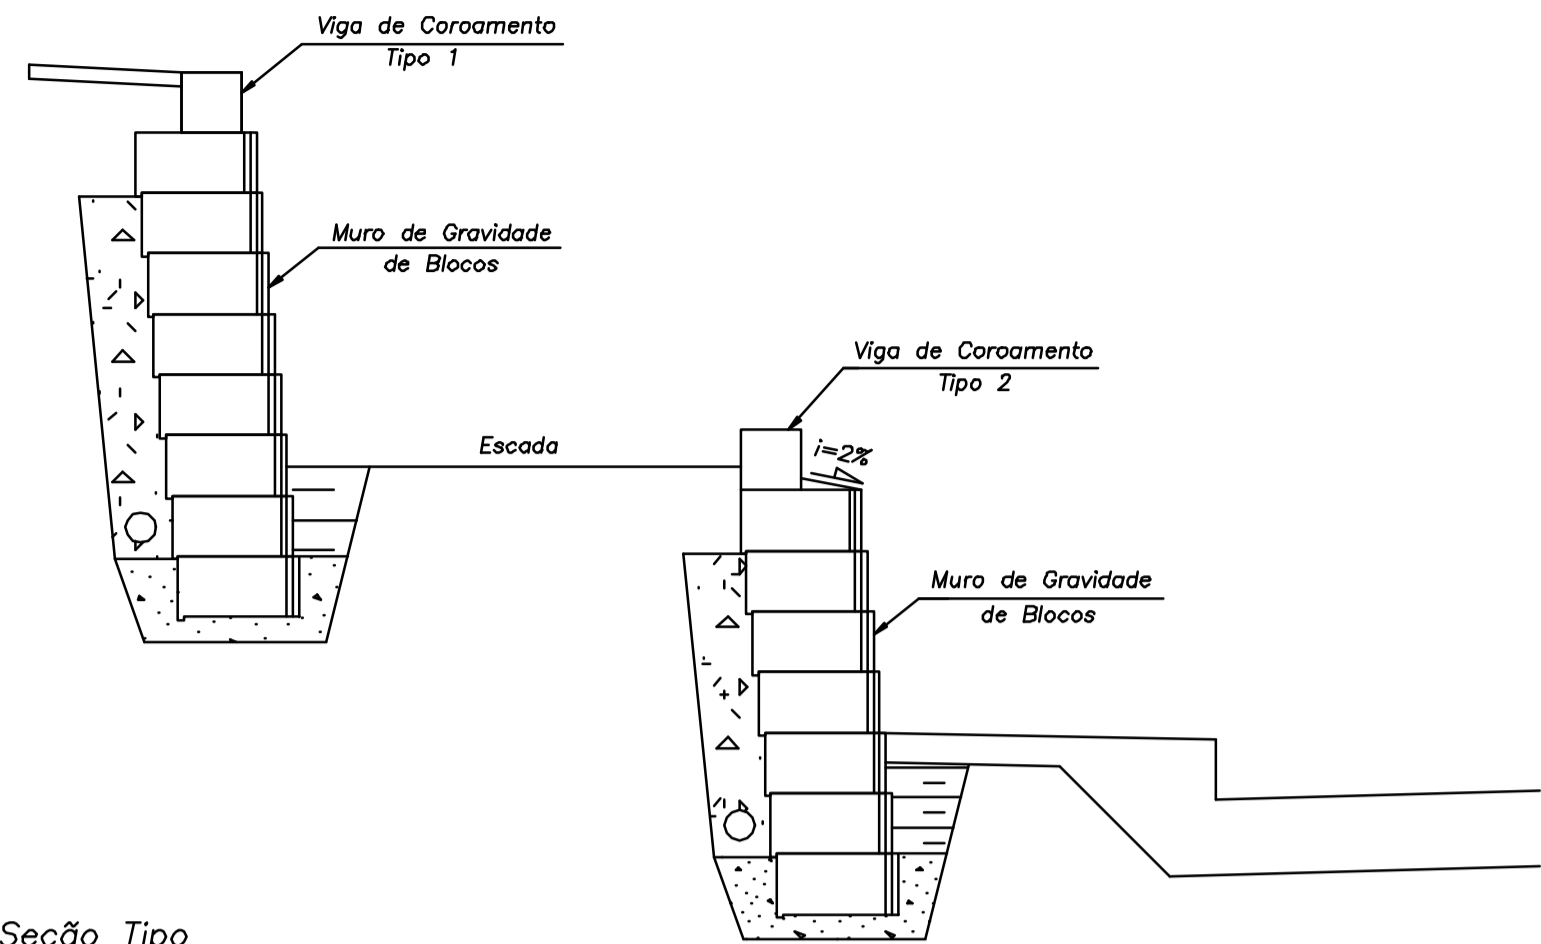 Viga de Coroamento
Tipo 1
Muro de Gravidade
de Blocos
Viga de Coroamento
Tipo 2
Escada
i=2%
Muro de Gravidade
de Blocos
Seção Tipo